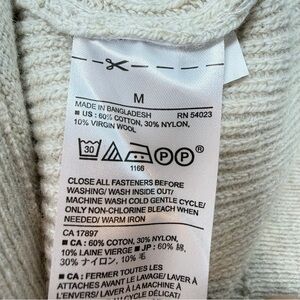 M
MADE IN BANGLADESH RN 54023
■ US : 60% COTTON, 30% NYLON,
10% VIRGIN WOOL
30 P P
1166
CLOSE ALL FASTENERS BEFORE
WASHING/ WASH INSIDE OUT/
MACHINE WASH COLD GENTLE CYCLE/
ONLY NON-CHLORINE BLEACH WHEN
NEEDED/ WARM IRON
CA 17897
■ CA : 60% COTON, 30% NYLON,
10% LAINE VIERGE ■ JP : 60% 綿,
30% ナイロン, 10% 毛
■ CA : FERMER TOUTES LES
ATTACHES AVANT LE LAVAGE/ LAVER À
L'ENVERS/ LAVER À LA MACHINE À
CYCLE DÉLICAT/